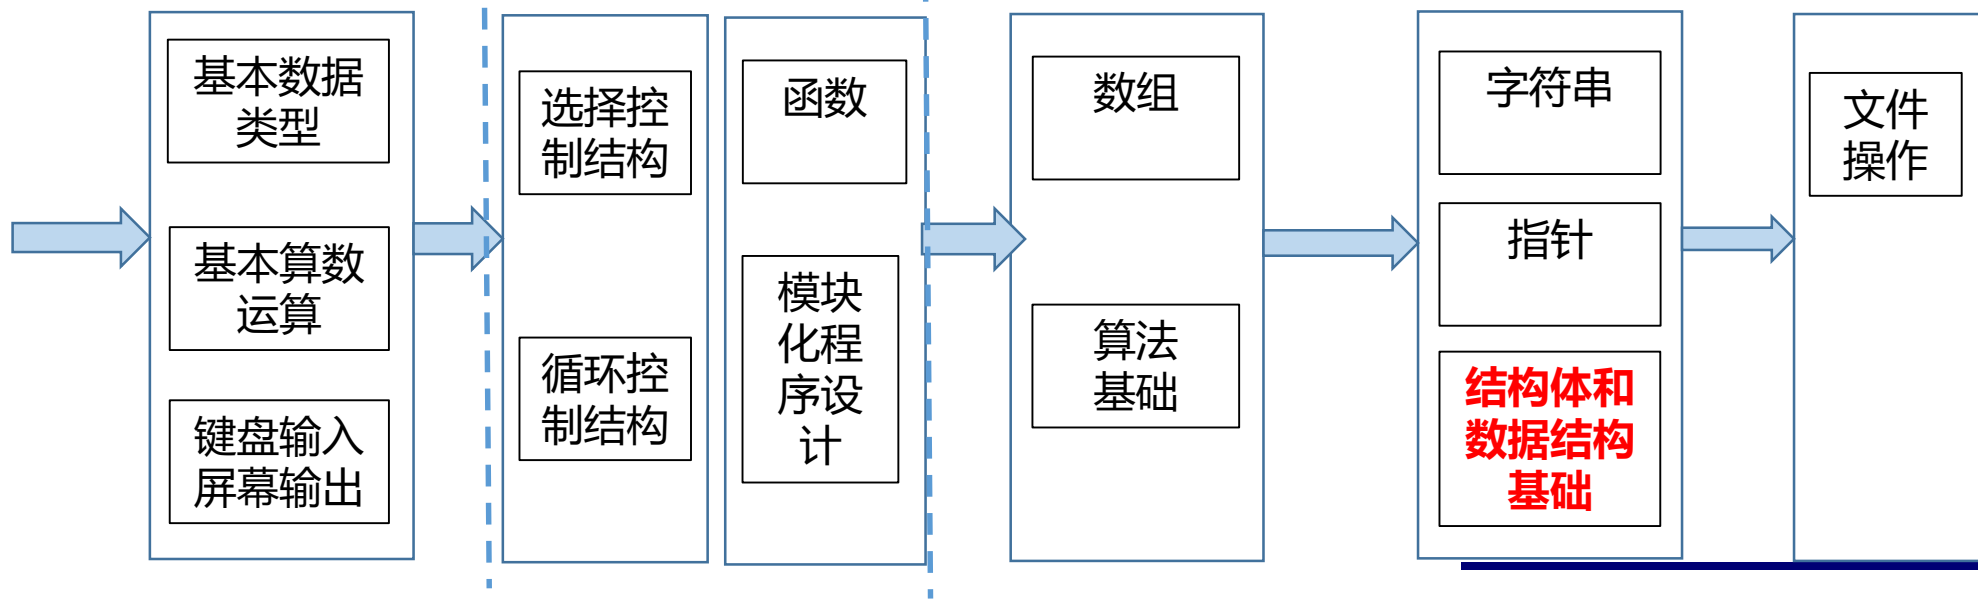 基本数据
类型
基本算数
运算
键盘输入
屏幕输出
选择控
制结构
循环控
制结构
函数
模块
化程
序设
计
数组
算法
基础
字符串
指针
结构体和
数据结构
基础
文件
操作